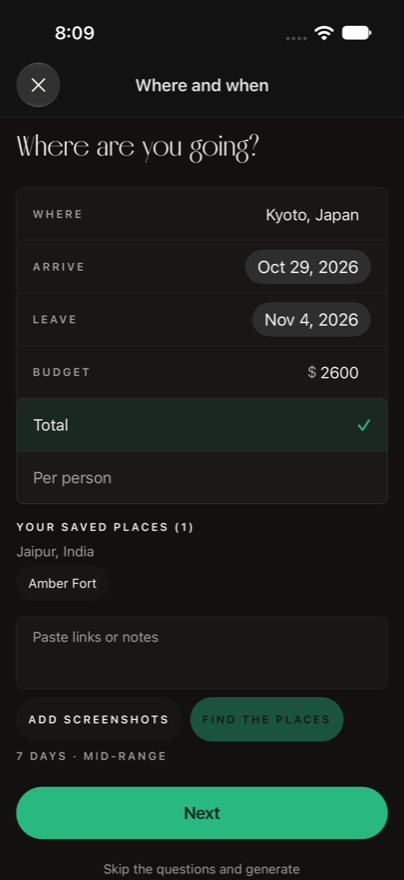 8:09
Where and when
Where are you going?
WHERE Kyoto, Japan
ARRIVE Oct 29, 2026
LEAVE Nov 4, 2026
BUDGET $ 2600
Total
Per person
YOUR SAVED PLACES (1)
Jaipur, India
Amber Fort
Paste links or notes
ADD SCREENSHOTS FIND THE PLACES
7 DAYS · MID-RANGE
Next
Skip the questions and generate